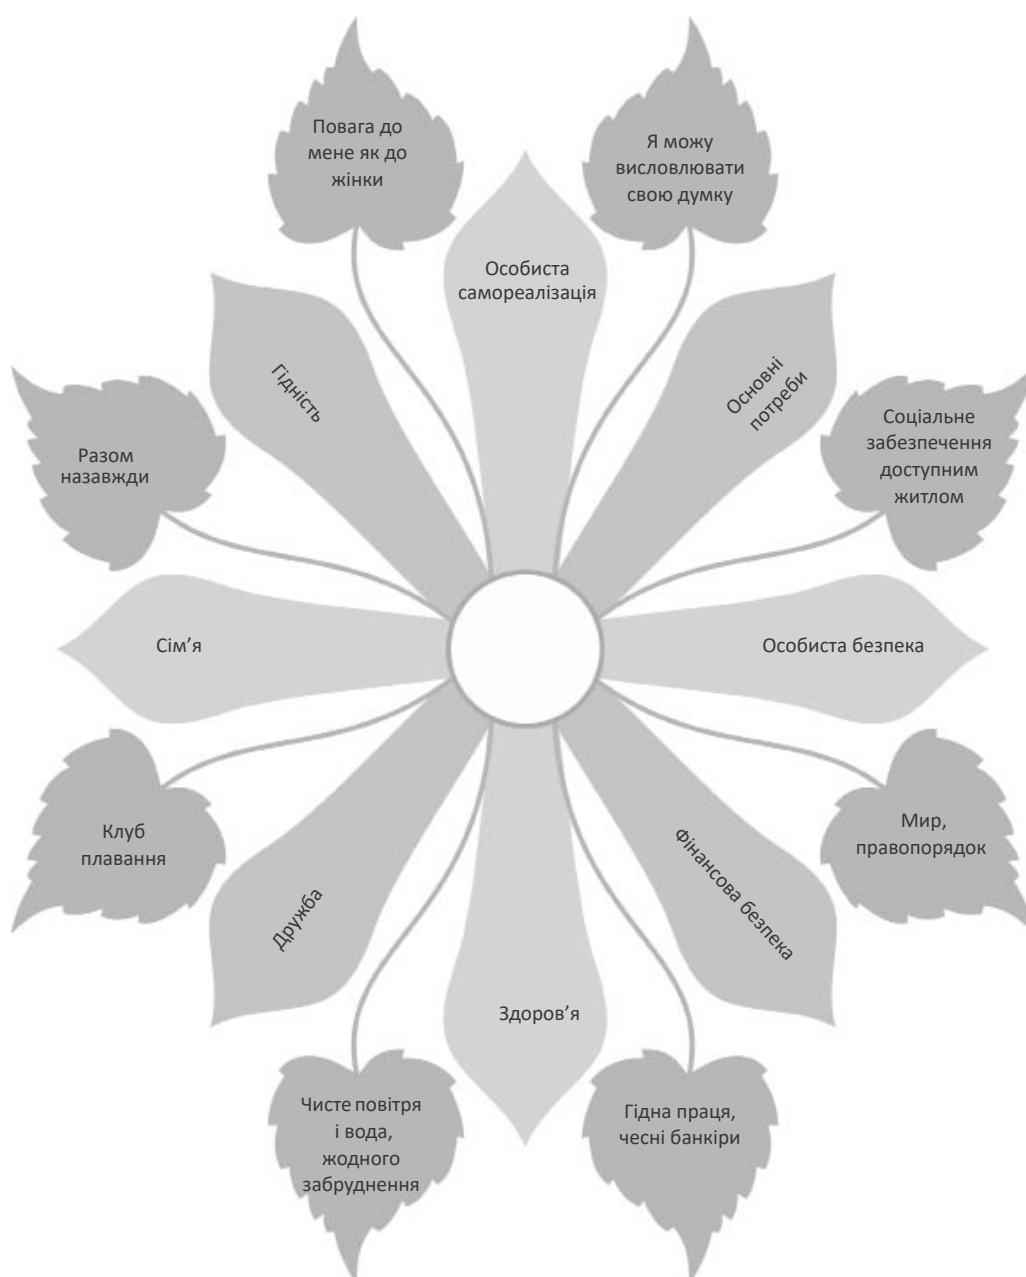 Повага до
мене як до
жінки
Я можу
висловлювати
свою думку
Особиста
самореалізація
Гідність
Основні
потреби
Разом
назавжди
Соціальне
забезпечення
доступним
житлом
Сім’я
Особиста безпека
Клуб
плавання
Мир,
правопорядок
Дружба
Фінансова безпека
Здоров’я
Чисте повітря
і вода,
жодного
забруднення
Гідна праця,
чесні банкіри